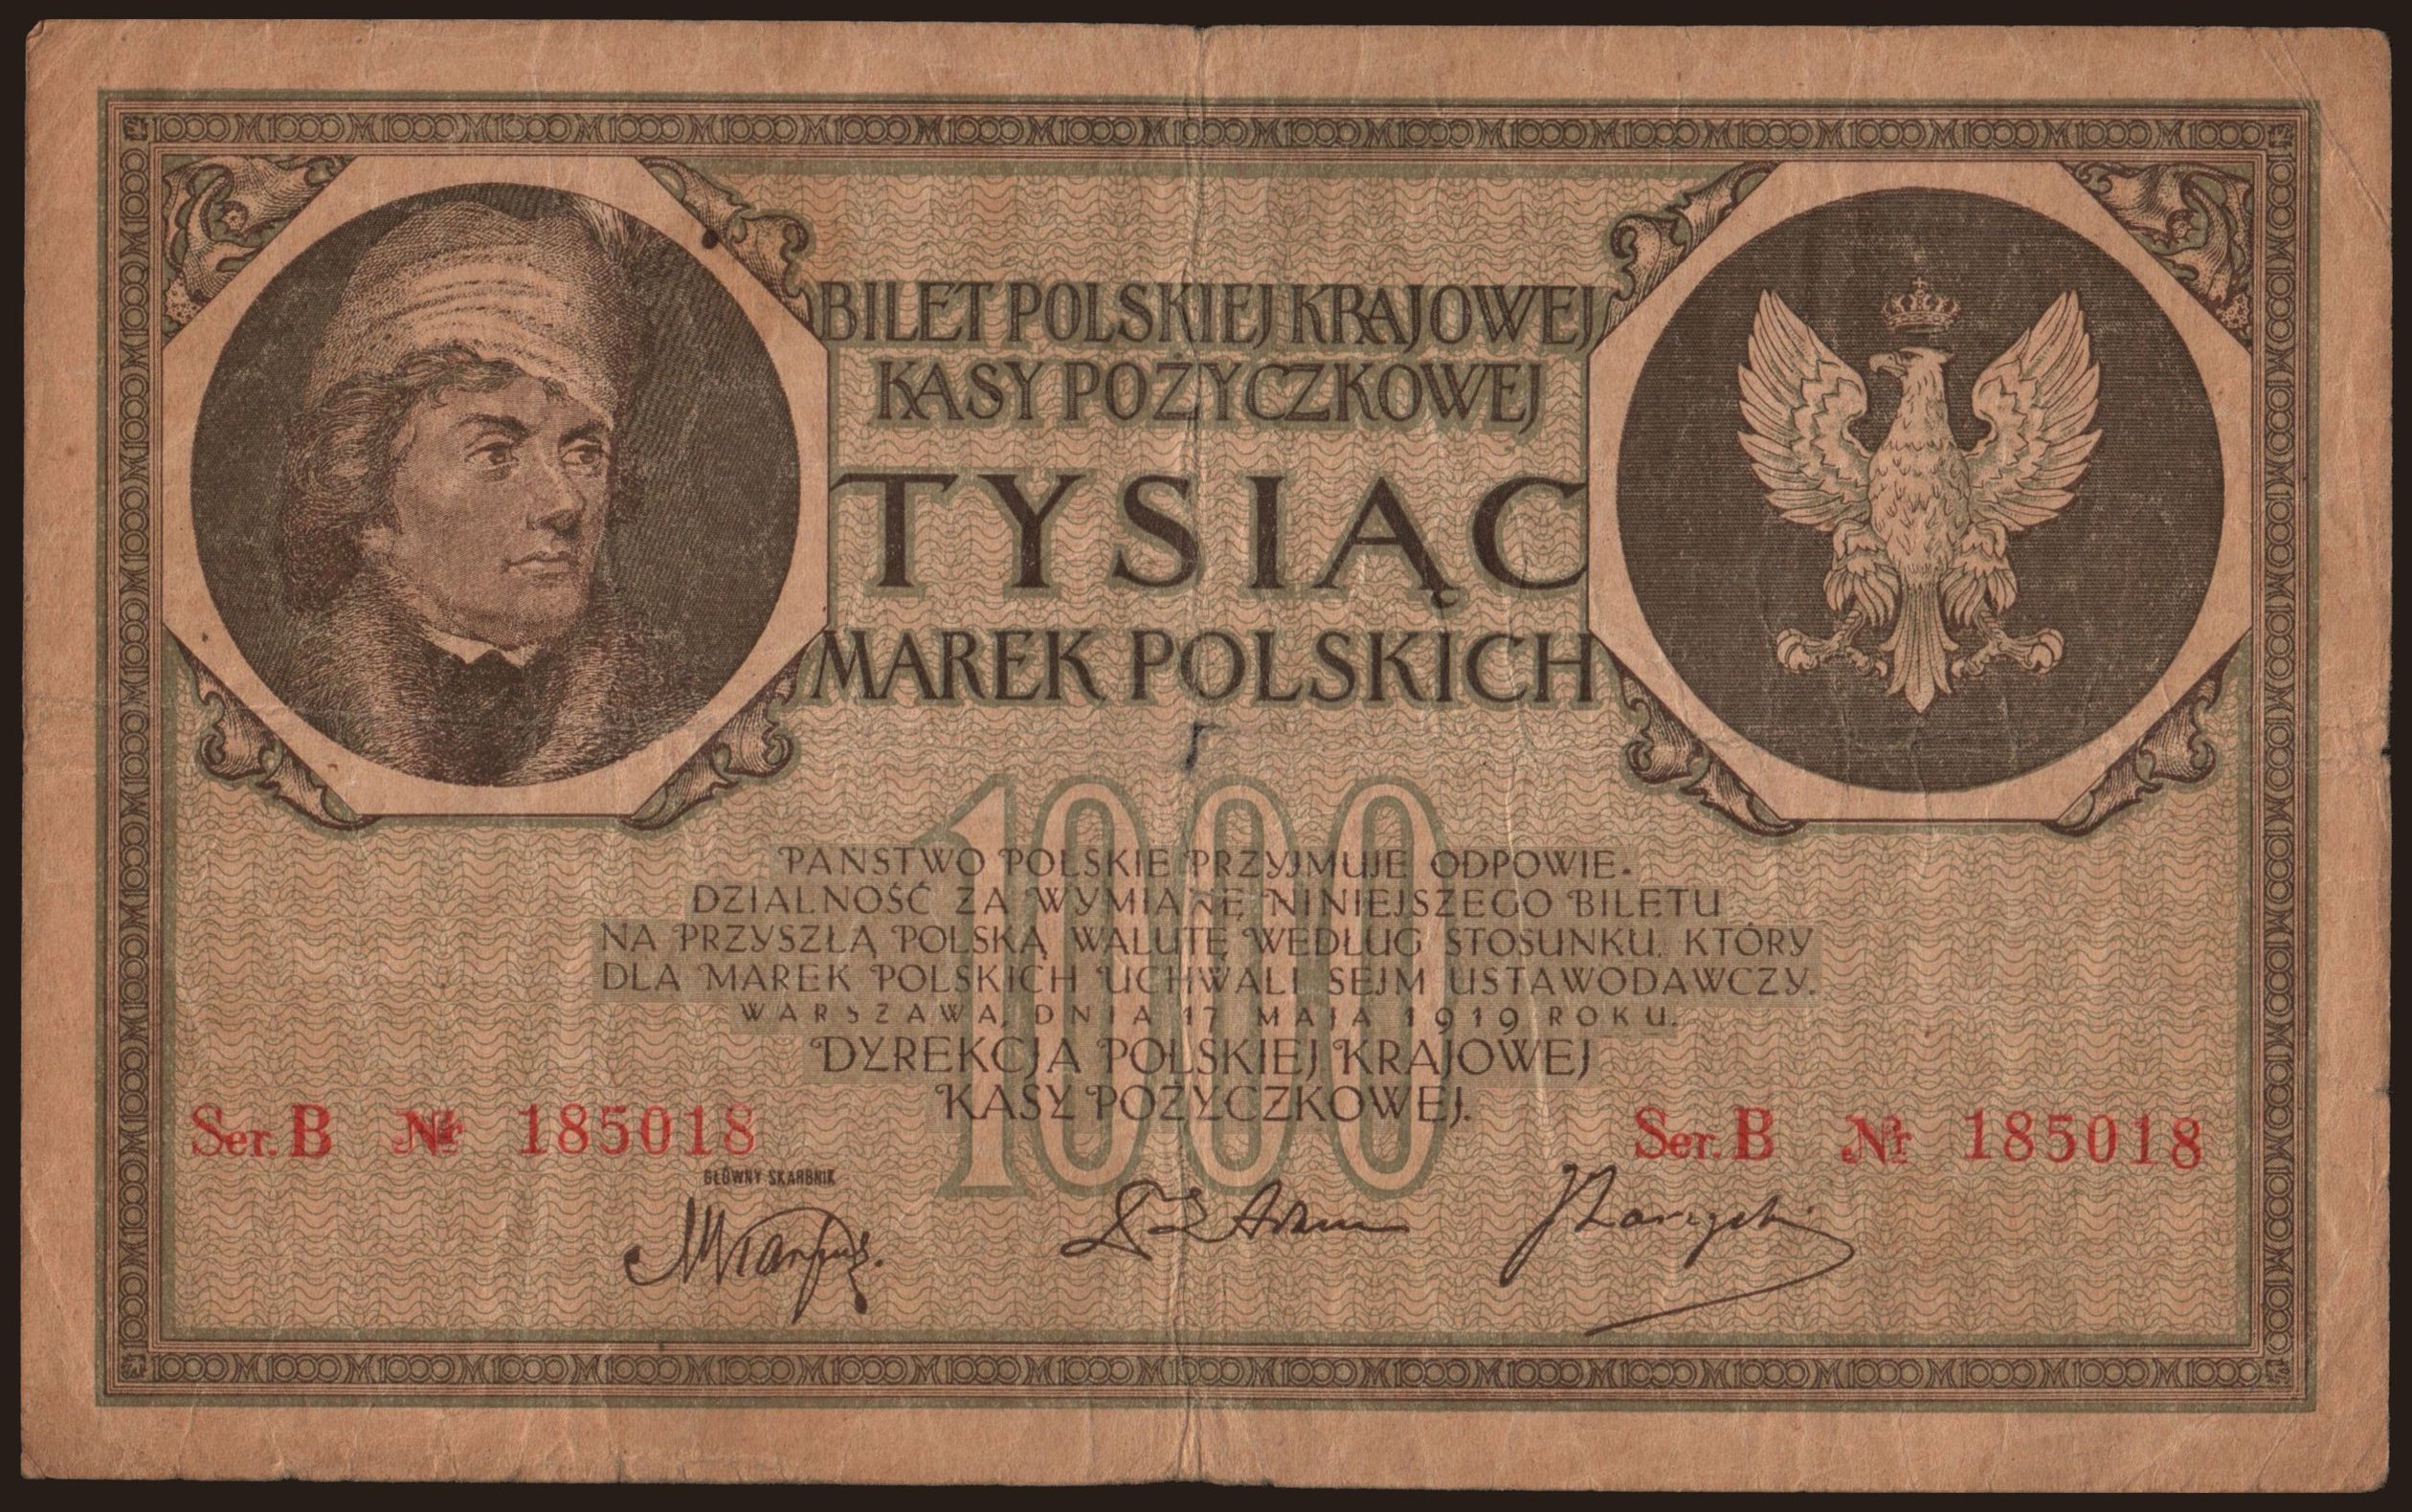 BILET POLSKIEJ KRAJOWEJ
KASY POŻYCZKOWEJ
TYSIĄC
MAREK POLSKICH
1000
PAŃSTWO POLSKIE PRZYJMUJE ODPOWIE-
DZIALNOŚĆ ZA WYMIANĘ NINIEJSZEGO BILETU
NA PRZYSZŁĄ POLSKĄ WALUTĘ WEDŁUG STOSUNKU, KTÓRY
DLA MAREK POLSKICH UCHWALI SEJM USTAWODAWCZY.
WARSZAWA, DNIA 17 MAJA 1919 ROKU.
DYREKCJA POLSKIEJ KRAJOWEJ
KASY POŻYCZKOWEJ.
Ser. B Nr 185018
Ser. B Nr 185018
GŁÓWNY SKARBNIK